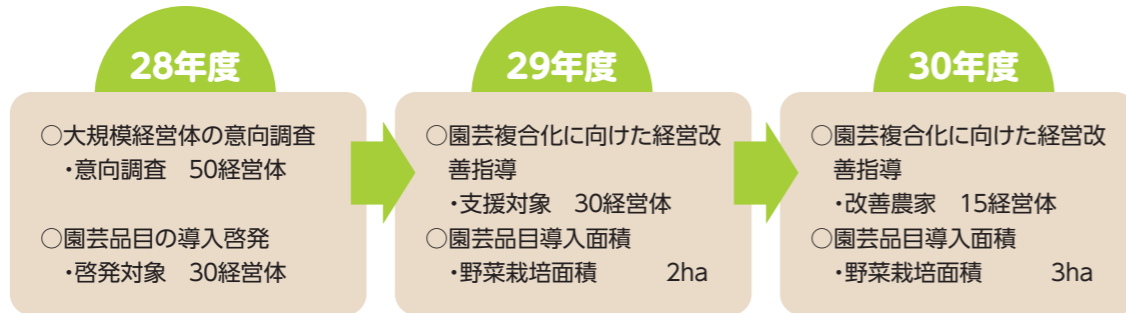 28年度
○大規模経営体の意向調査
・意向調査　50経営体
○園芸品目の導入啓発
・啓発対象　30経営体
29年度
○園芸複合化に向けた経営改
善指導
・支援対象　30経営体
○園芸品目導入面積
・野菜栽培面積　　　2ha
30年度
○園芸複合化に向けた経営改
善指導
・改善農家　15経営体
○園芸品目導入面積
・野菜栽培面積　　　3ha